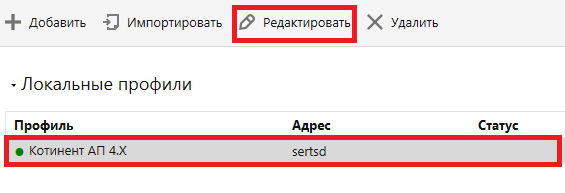 Добавить Импортировать Редактировать Удалить
Локальные профили
Профиль Адрес Статус
Котинент АП 4.X sertsd